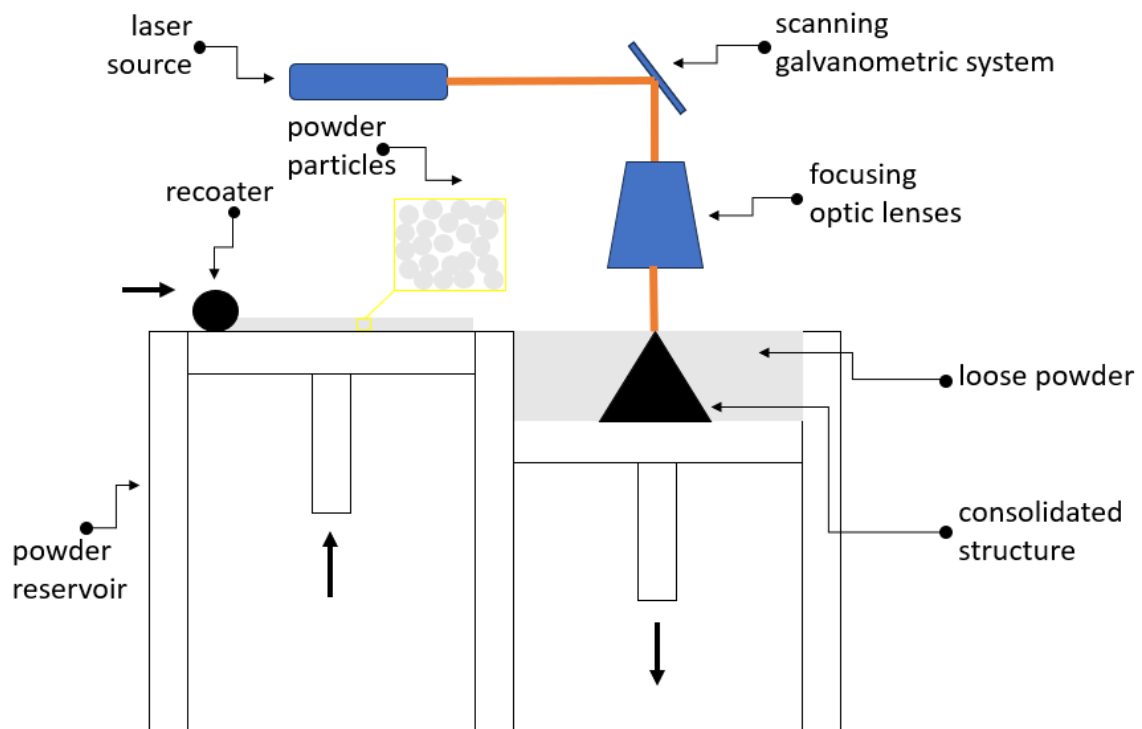 laser
source
scanning
galvanometric system
powder
particles
recoater
focusing
optic lenses
loose powder
consolidated
structure
powder
reservoir